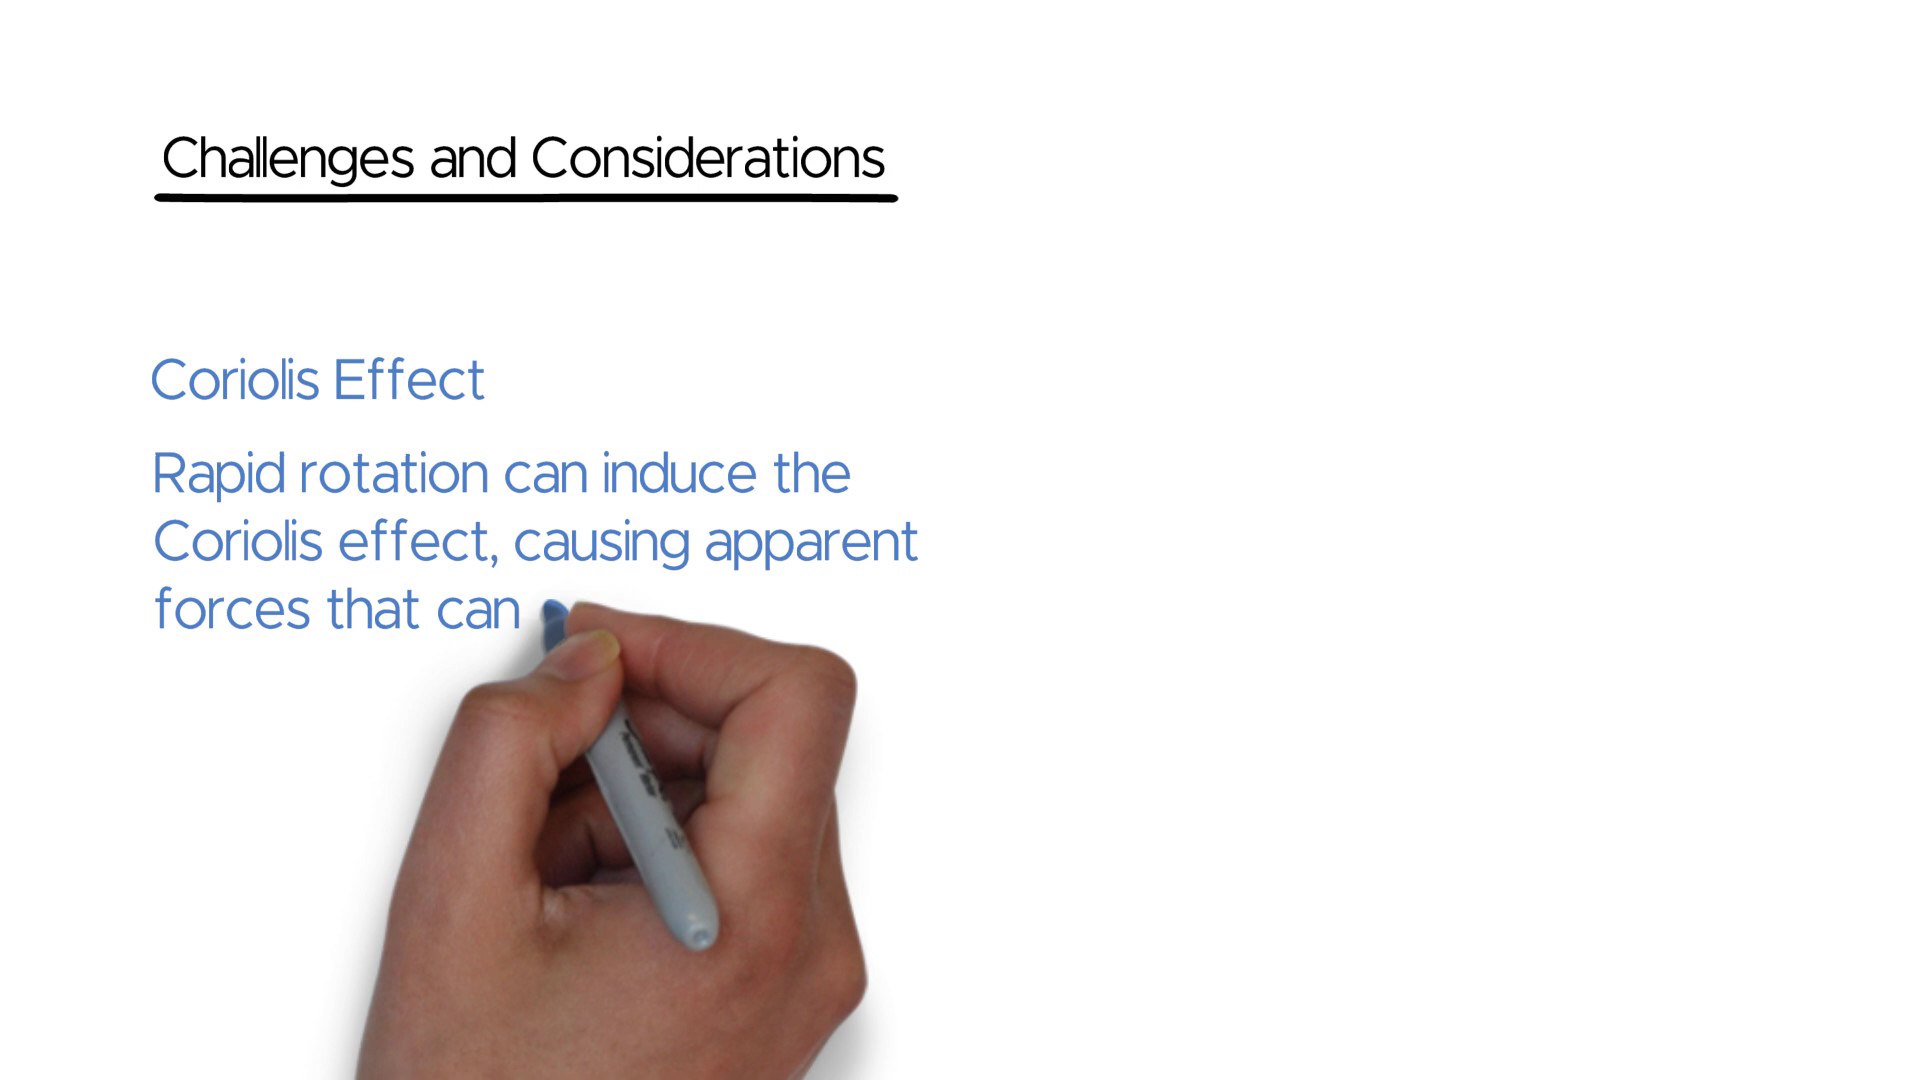 Challenges and Considerations
Coriolis Effect
Rapid rotation can induce the
Coriolis effect, causing apparent
forces that can